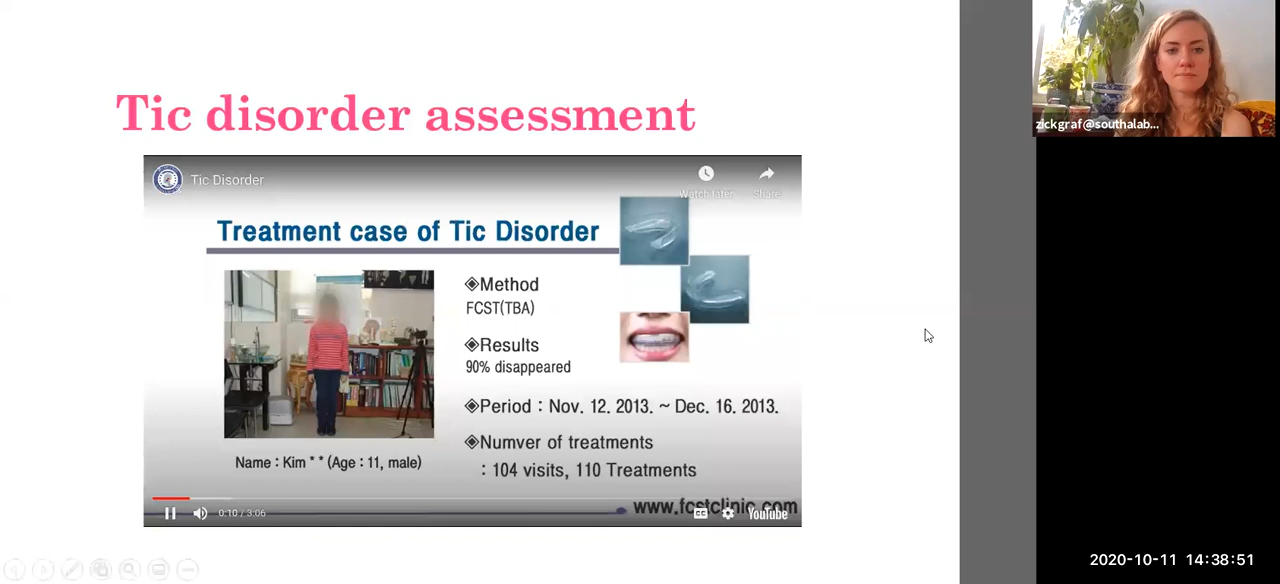 Tic disorder assessment
zickgraf@southalab...
Tic Disorder
Watch later
Share
Treatment case of Tic Disorder
◈Method
FCST(TBA)
◈Results
90% disappeared
◈Period : Nov. 12. 2013. ~ Dec. 16. 2013.
◈Numver of treatments
: 104 visits, 110 Treatments
Name : Kim * * (Age : 11, male)
www.fcstclinic.com
0:10 / 3:06
CC
YouTube
2020-10-11 14:38:51